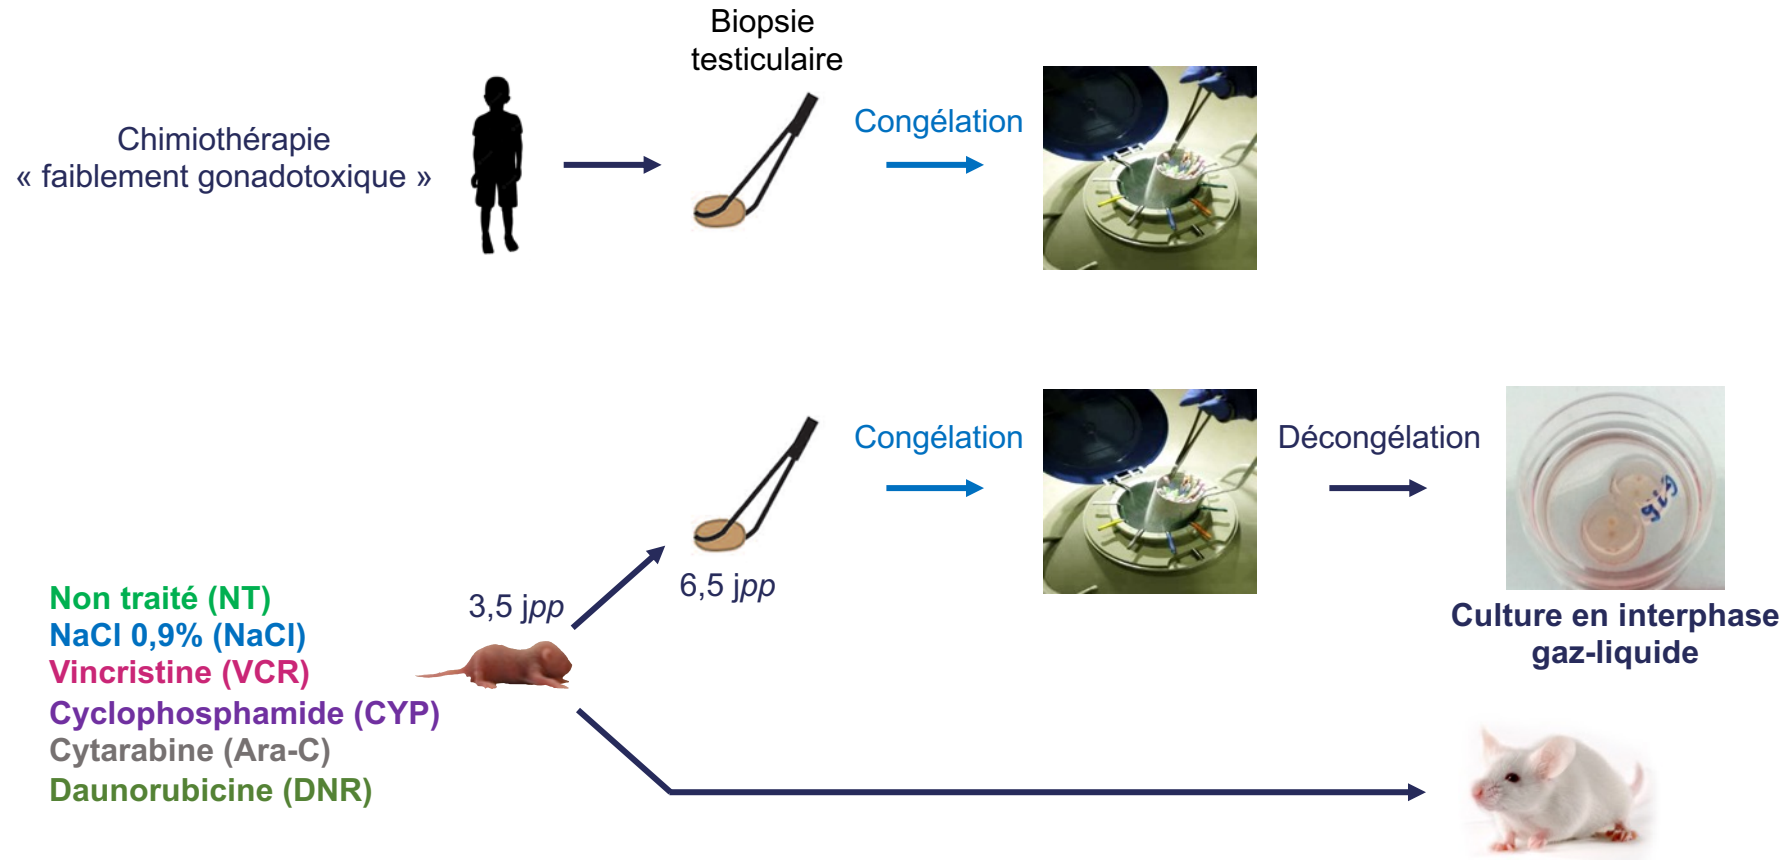 Biopsie
testiculaire
Congélation
Chimiothérapie
« faiblement gonadotoxique »
Congélation
Décongélation
6,5 jpp
3,5 jpp
Non traité (NT)
NaCl 0,9% (NaCl)
Vincristine (VCR)
Cyclophosphamide (CYP)
Cytarabine (Ara-C)
Daunorubicine (DNR)
Culture en interphase
gaz-liquide